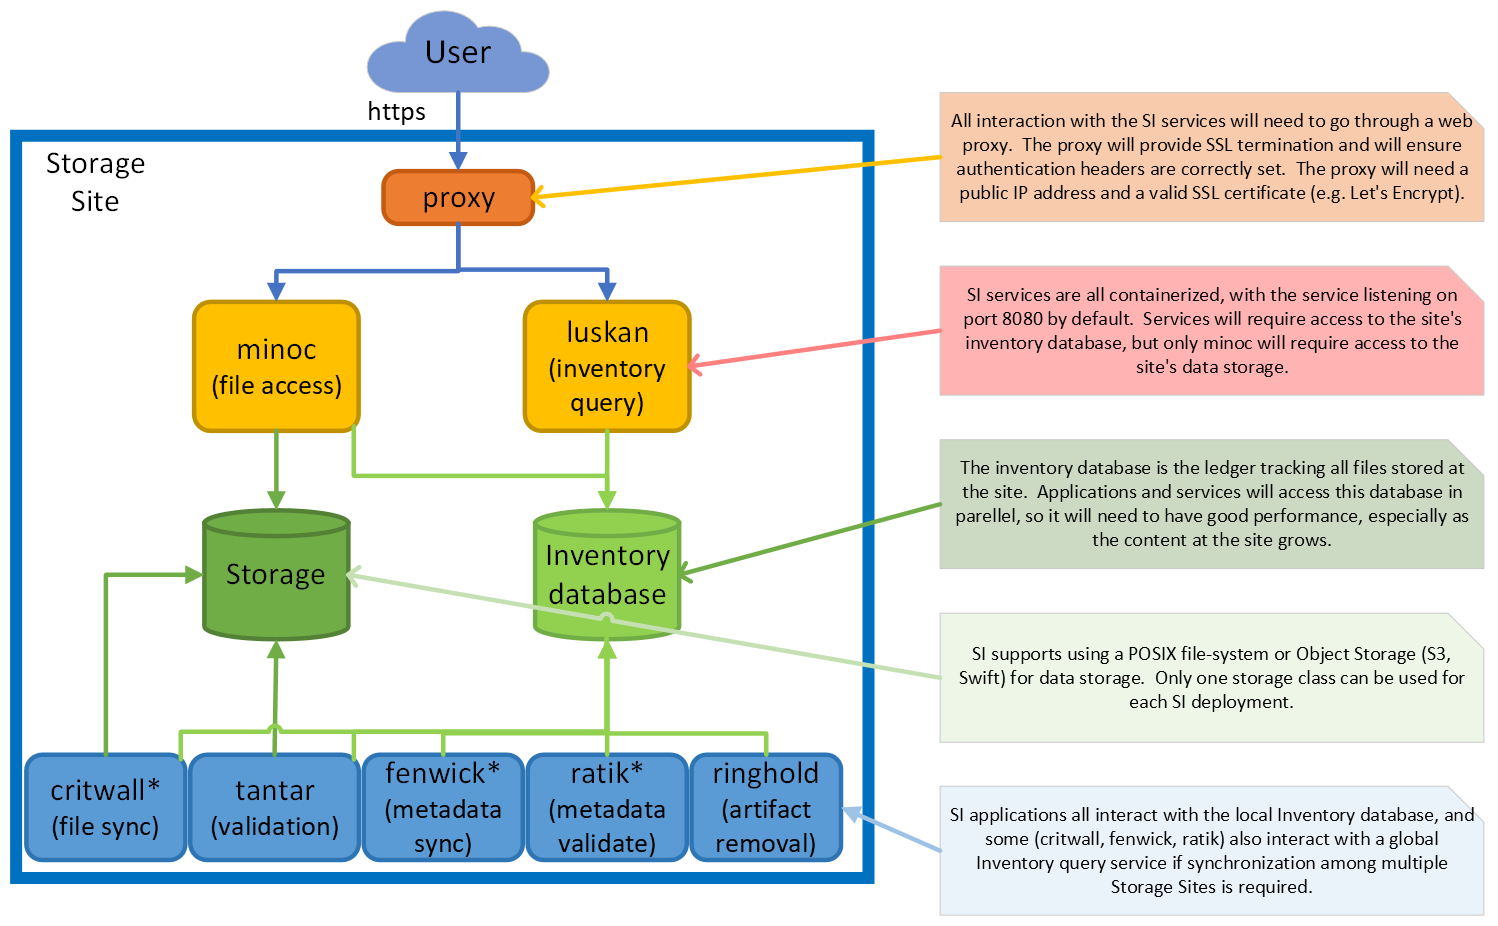 User
https
Storage
Site
proxy
minoc
(file access)
luskan
(inventory
query)
Storage
Inventory
database
critwall*
(file sync)
tantar
(validation)
fenwick*
(metadata
sync)
ratik*
(metadata
validate)
ringhold
(artifact
removal)
All interaction with the SI services will need to go through a web
proxy.  The proxy will provide SSL termination and will ensure
authentication headers are correctly set.  The proxy will need a
public IP address and a valid SSL certificate (e.g. Let's Encrypt).
SI services are all containerized, with the service listening on
port 8080 by default.  Services will require access to the site's
inventory database, but only minoc will require access to the
site's data storage.
The inventory database is the ledger tracking all files stored at
the site.  Applications and services will access this database in
parellel, so it will need to have good performance, especially as
the content at the site grows.
SI supports using a POSIX file-system or Object Storage (S3,
Swift) for data storage.  Only one storage class can be used for
each SI deployment.
SI applications all interact with the local Inventory database, and
some (critwall, fenwick, ratik) also interact with a global
Inventory query service if synchronization among multiple
Storage Sites is required.